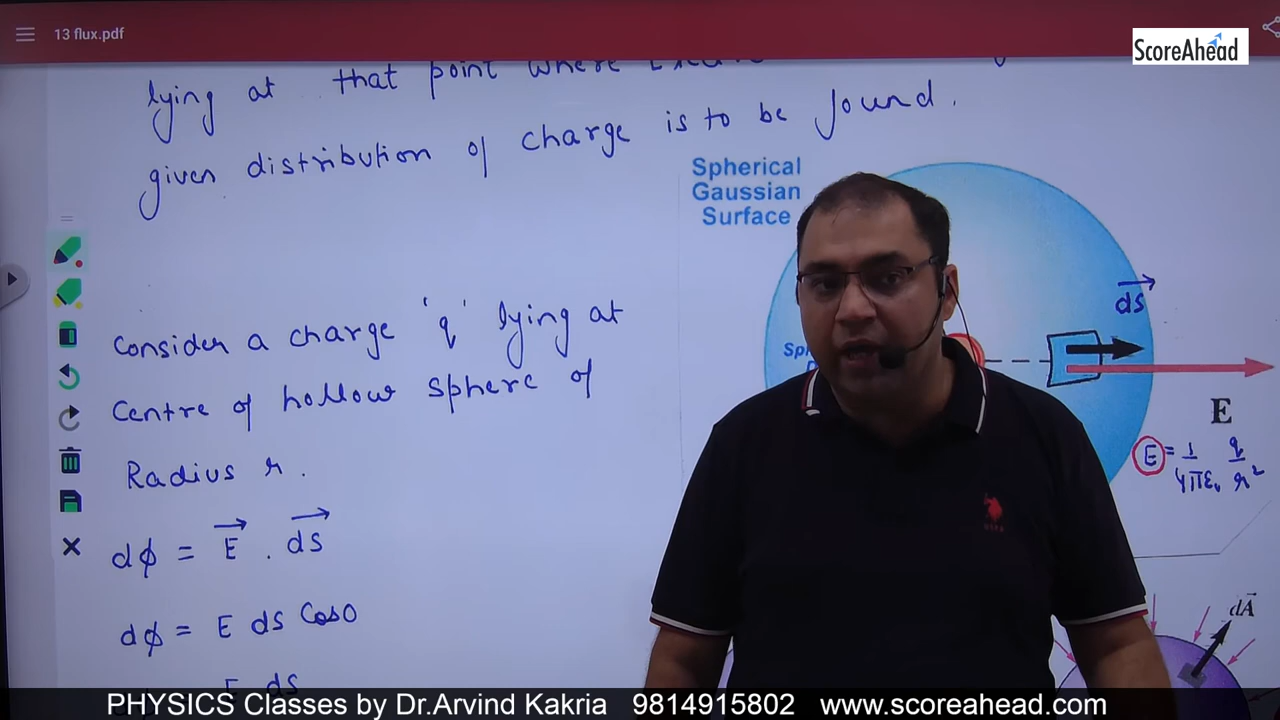 13 flux.pdf
ScoreAhead
lying at that point where
given distribution of charge is to be found.
Spherical
Gaussian
Surface
Consider a charge 'q' lying at
Centre of hollow sphere of
Radius r.
dϕ = E⃗ . ds⃗
dϕ = E ds Cos0
E ds
ds⃗
E
E = 1/4πε₀ q/r²
dA⃗
PHYSICS Classes by Dr.Arvind Kakria 9814915802 www.scoreahead.com